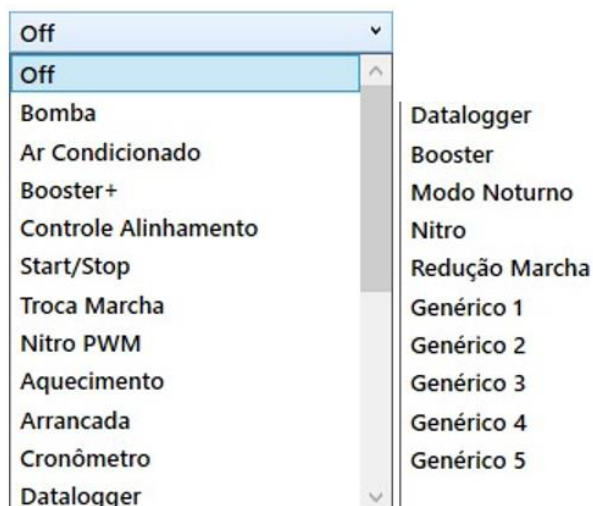 Off
Off
Bomba
Ar Condicionado
Booster+
Controle Alinhamento
Start/Stop
Troca Marcha
Nitro PWM
Aquecimento
Arrancada
Cronômetro
Datalogger
Datalogger
Booster
Modo Noturno
Nitro
Redução Marcha
Genérico 1
Genérico 2
Genérico 3
Genérico 4
Genérico 5